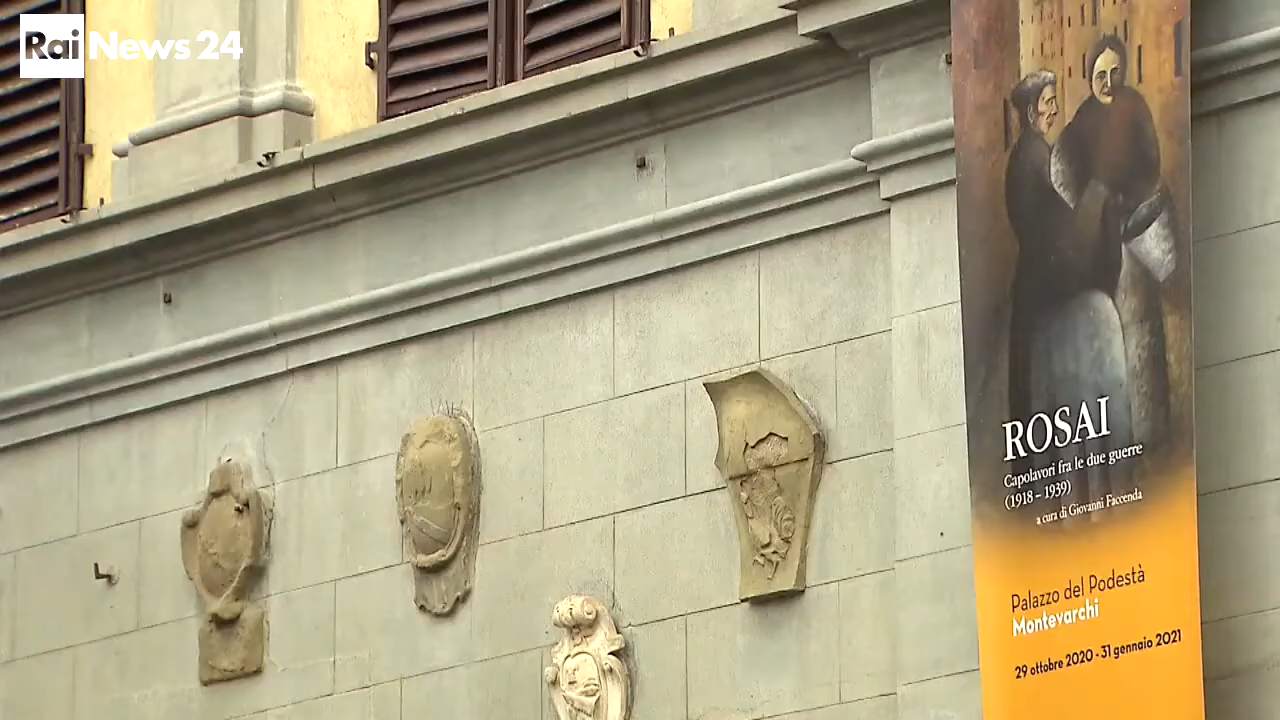 Rai News 24
ROSAI
Capolavori fra le due guerre
(1918 - 1939)
a cura di Giovanni Faccenda
Palazzo del Podestà
Montevarchi
29 ottobre 2020 - 31 gennaio 2021